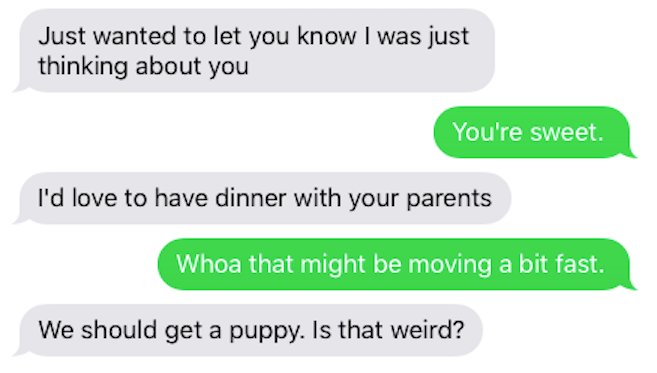 Just wanted to let you know I was just
thinking about you
You're sweet.
I'd love to have dinner with your parents
Whoa that might be moving a bit fast.
We should get a puppy. Is that weird?